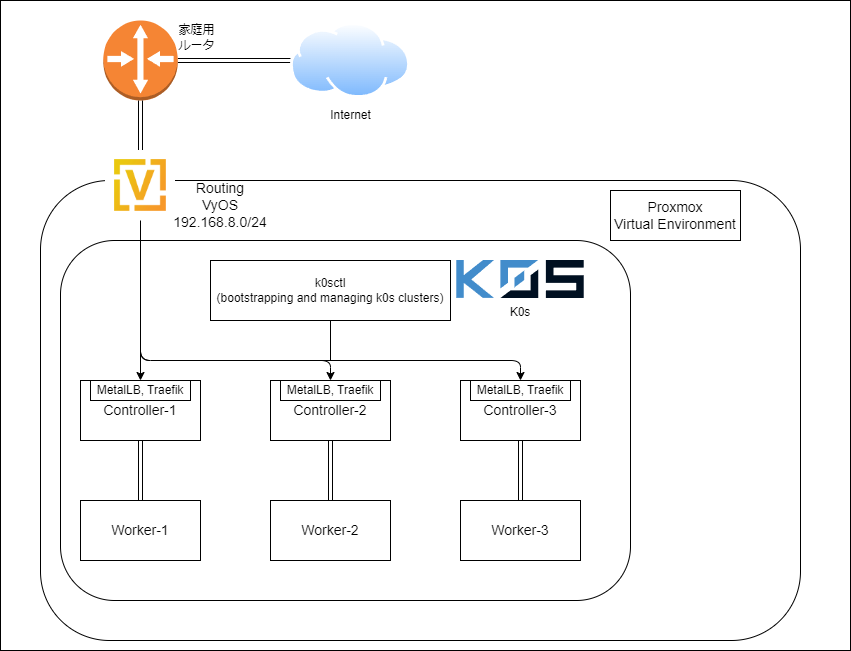 家庭用
ルータ
Internet
V
Routing
VyOS
192.168.8.0/24
Proxmox
Virtual Environment
k0sctl
(bootstrapping and managing k0s clusters)
K0S
K0s
MetalLB, Traefik
Controller-1
MetalLB, Traefik
Controller-2
MetalLB, Traefik
Controller-3
Worker-1
Worker-2
Worker-3